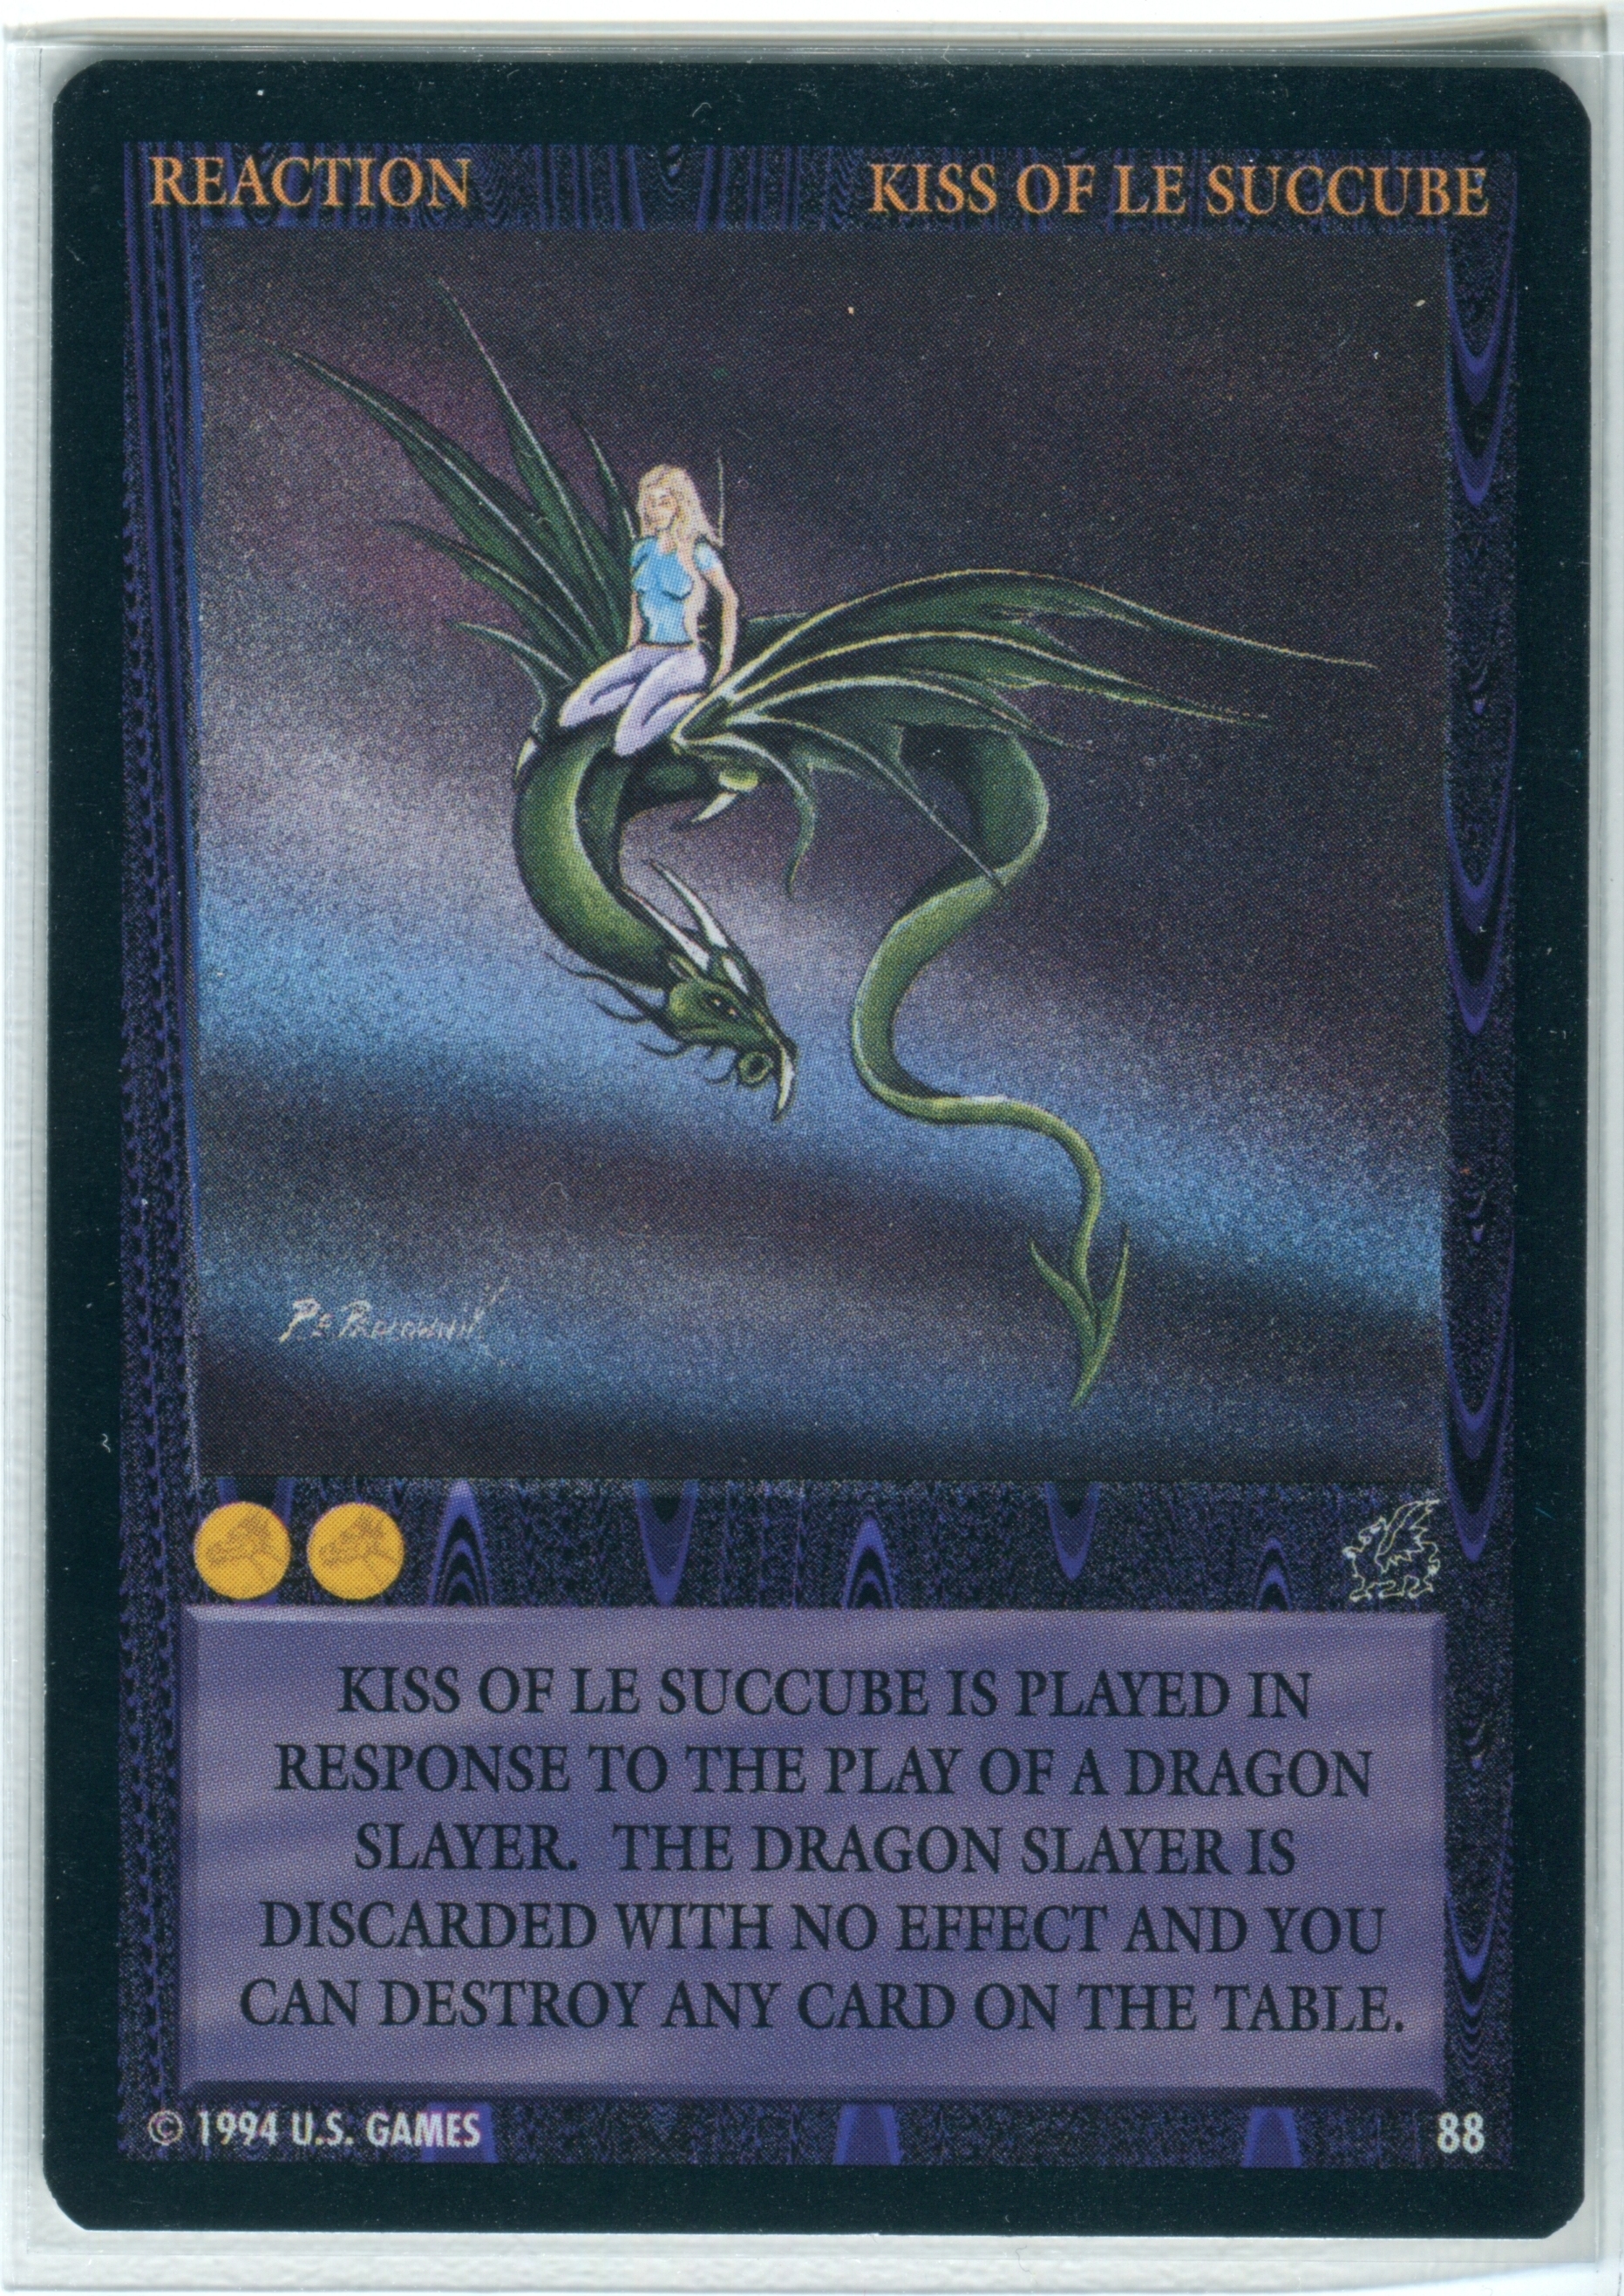 REACTION
KISS OF LE SUCCUBE
KISS OF LE SUCCUBE IS PLAYED IN
RESPONSE TO THE PLAY OF A DRAGON
SLAYER. THE DRAGON SLAYER IS
DISCARDED WITH NO EFFECT AND YOU
CAN DESTROY ANY CARD ON THE TABLE.
© 1994 U.S. GAMES
88